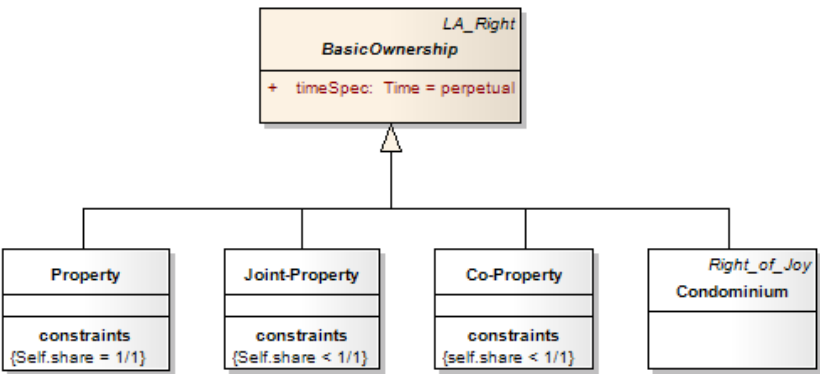 LA_Right
BasicOwnership
+ timeSpec: Time = perpetual
Property
constraints
{Self.share = 1/1}
Joint-Property
constraints
{Self.share < 1/1}
Co-Property
constraints
{self.share < 1/1}
Right_of_Joy
Condominium